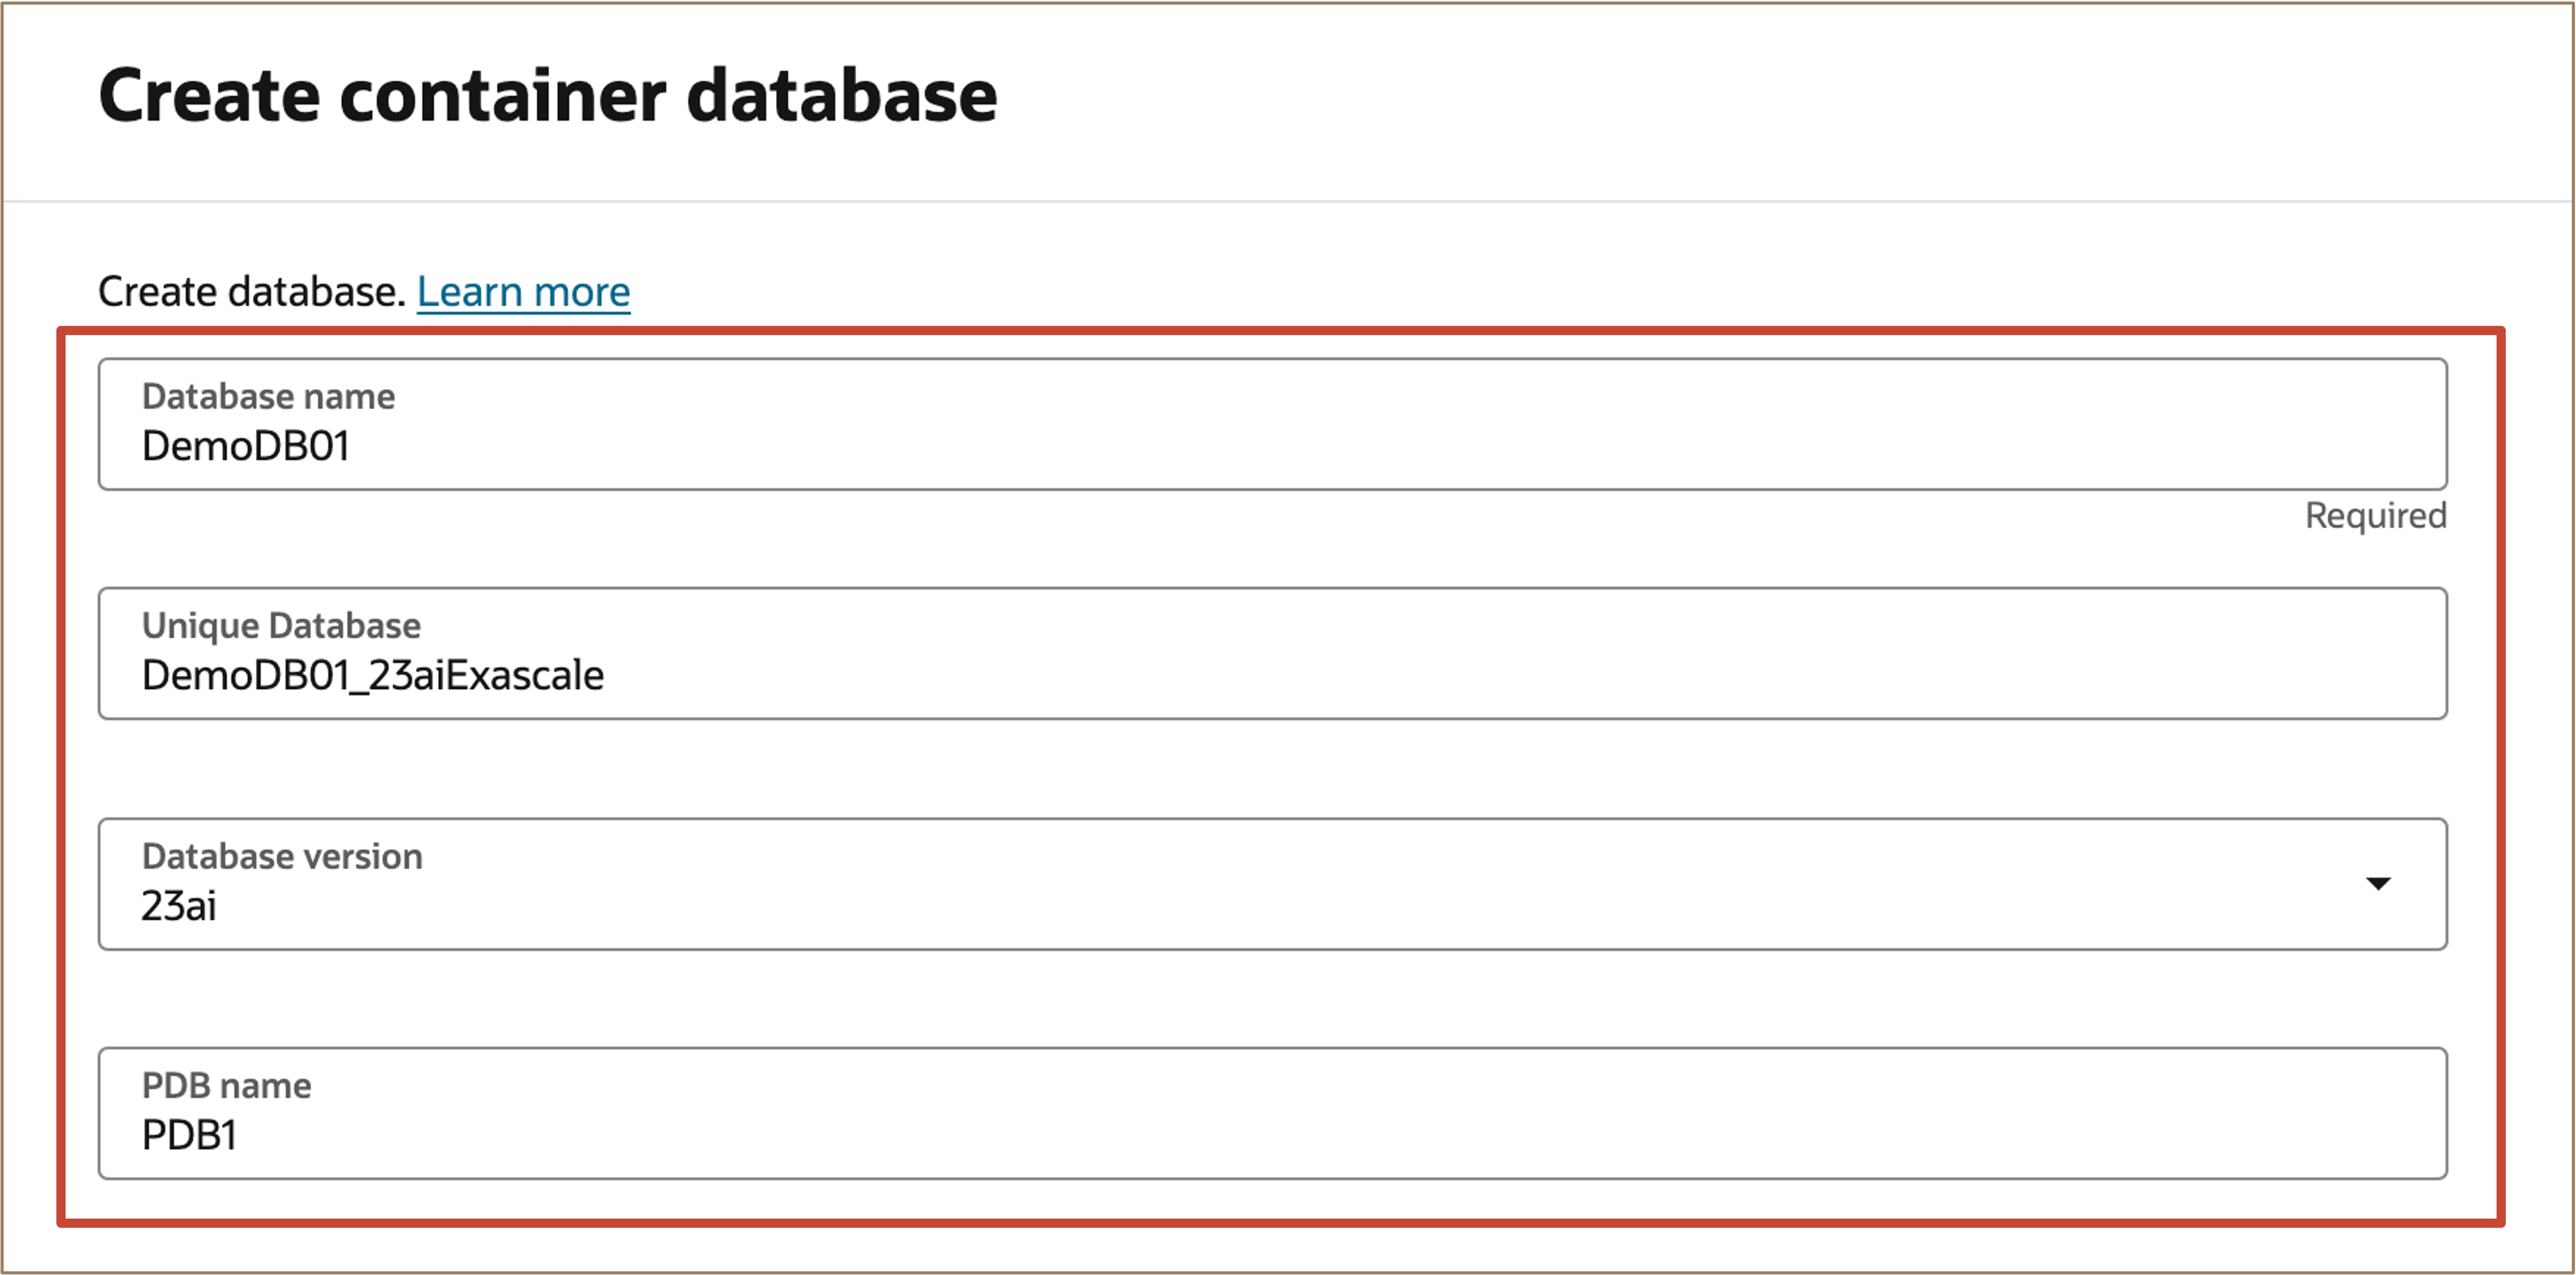 Create container database
Create database. Learn more
Database name
DemoDB01
Required
Unique Database
DemoDB01_23aiExascale
Database version
23ai
PDB name
PDB1